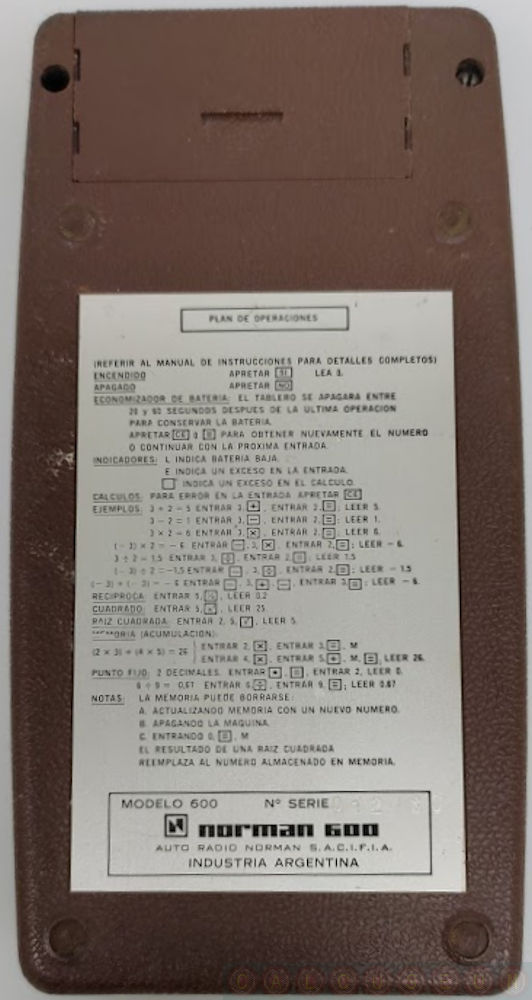 PLAN DE OPERACIONES
(REFERIR AL MANUAL DE INSTRUCCIONES PARA DETALLES COMPLETOS)
ENCENDIDO APRETAR SI LEA 0.
APAGADO APRETAR NO
ECONOMIZADOR DE BATERIA: EL TABLERO SE APAGARA ENTRE
20 y 60 SEGUNDOS DESPUES DE LA ULTIMA OPERACION
PARA CONSERVAR LA BATERIA.
APRETAR CE O = PARA OBTENER NUEVAMENTE EL NUMERO
O CONTINUAR CON LA PROXIMA ENTRADA.
INDICADORES: L INDICA BATERIA BAJA.
E INDICA UN EXCESO EN LA ENTRADA.
INDICA UN EXCESO EN EL CALCULO.
CALCULOS: PARA ERROR EN LA ENTRADA APRETAR CE
EJEMPLOS: 3 + 2 = 5 ENTRAR 3, + , ENTRAR 2, = ; LEER 5.
3 - 2 = 1 ENTRAR 3, - , ENTRAR 2, = ; LEER 1.
3 × 2 = 6 ENTRAR 3, × , ENTRAR 2, = ; LEER 6.
(- 3) × 2 = - 6 ENTRAR - , 3, × , ENTRAR 2, = ; LEER - 6.
3 ÷ 2 = 1,5 ENTRAR 3, ÷ , ENTRAR 2, = ; LEER 1.5
(- 3) ÷ 2 = -1,5 ENTRAR - , 3, ÷ , ENTRAR 2, = ; LEER - 1.5
(- 3) + (- 3) = - 6 ENTRAR - , 3, + , - , ENTRAR 3, = ; LEER - 6.
RECIPROCA: ENTRAR 5, LEER 0.2
CUADRADO: ENTRAR 5, LEER 25.
RAIZ CUADRADA: ENTRAR 2, 5, √ , LEER 5.
MEMORIA (ACUMULACION):
(2 × 3) + (4 × 5) = 26 ENTRAR 2, × , ENTRAR 3, = , M
ENTRAR 4, × , ENTRAR 5, + , M, = , LEER 26.
PUNTO FIJO: 2 DECIMALES. ENTRAR • , = , ENTRAR 2, LEER 0.
6 ÷ 9 = 0,67 ENTRAR 6, ÷ , ENTRAR 9, = ; LEER 0.67
NOTAS: LA MEMORIA PUEDE BORRARSE:
A. ACTUALIZANDO MEMORIA CON UN NUEVO NUMERO.
B. APAGANDO LA MAQUINA.
C. ENTRANDO 0, = , M
EL RESULTADO DE UNA RAIZ CUADRADA
REEMPLAZA AL NUMERO ALMACENADO EN MEMORIA.
MODELO 600 Nº SERIE
norman 600
AUTO RADIO NORMAN S.A.C.I.F.I.A.
INDUSTRIA ARGENTINA